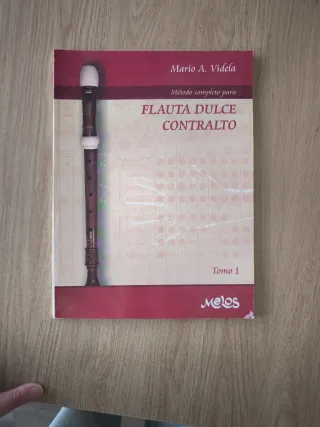 Mario A. Videla
Método completo para
FLAUTA DULCE
CONTRALTO
Tomo 1
MELOS